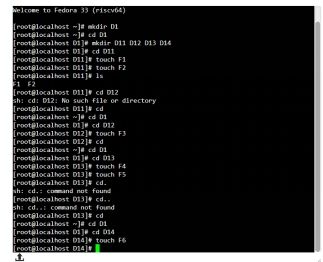 Welcome to Fedora 33 (riscv64)
[root@localhost ~]# mkdir D1
[root@localhost ~]# cd D1
[root@localhost D1]# mkdir D11 D12 D13 D14
[root@localhost D1]# cd D11
[root@localhost D11]# touch F1
[root@localhost D11]# touch F2
[root@localhost D11]# ls
F1 F2
[root@localhost D11]# cd D12
sh: cd: D12: No such file or directory
[root@localhost D11]# cd
[root@localhost ~]# cd D1
[root@localhost D1]# cd D12
[root@localhost D12]# touch F3
[root@localhost D12]# cd
[root@localhost ~]# cd D1
[root@localhost D1]# cd D13
[root@localhost D13]# touch F4
[root@localhost D13]# touch F5
[root@localhost D13]# cd.
sh: cd.: command not found
[root@localhost D13]# cd..
sh: cd..: command not found
[root@localhost D13]# cd
[root@localhost ~]# cd D1
[root@localhost D1]# cd D14
[root@localhost D14]# touch F6
[root@localhost D14]#